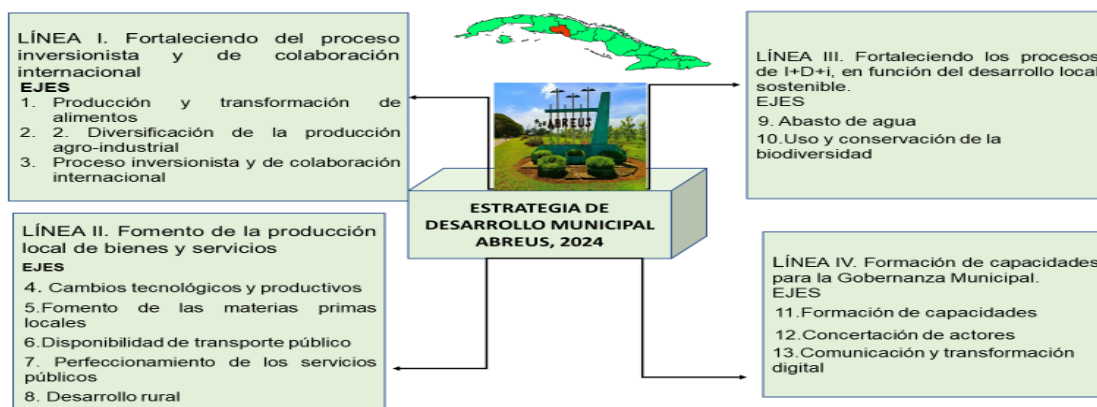 LÍNEA I. Fortaleciendo del proceso
inversionista y de colaboración
internacional
EJES
1. Producción y transformación de
alimentos
2. 2. Diversificación de la producción
agro-industrial
3. Proceso inversionista y de colaboración
internacional
LÍNEA II. Fomento de la producción
local de bienes y servicios
EJES
4. Cambios tecnológicos y productivos
5.Fomento de las materias primas
locales
6.Disponibilidad de transporte público
7. Perfeccionamiento de los servicios
públicos
8. Desarrollo rural
ABREUS
ESTRATEGIA DE
DESARROLLO MUNICIPAL
ABREUS, 2024
LÍNEA III. Fortaleciendo los procesos
de I+D+i, en función del desarrollo local
sostenible.
EJES
9. Abasto de agua
10.Uso y conservación de la
biodiversidad
LÍNEA IV. Formación de capacidades
para la Gobernanza Municipal.
EJES
11.Formación de capacidades
12.Concertación de actores
13.Comunicación y transformación
digital